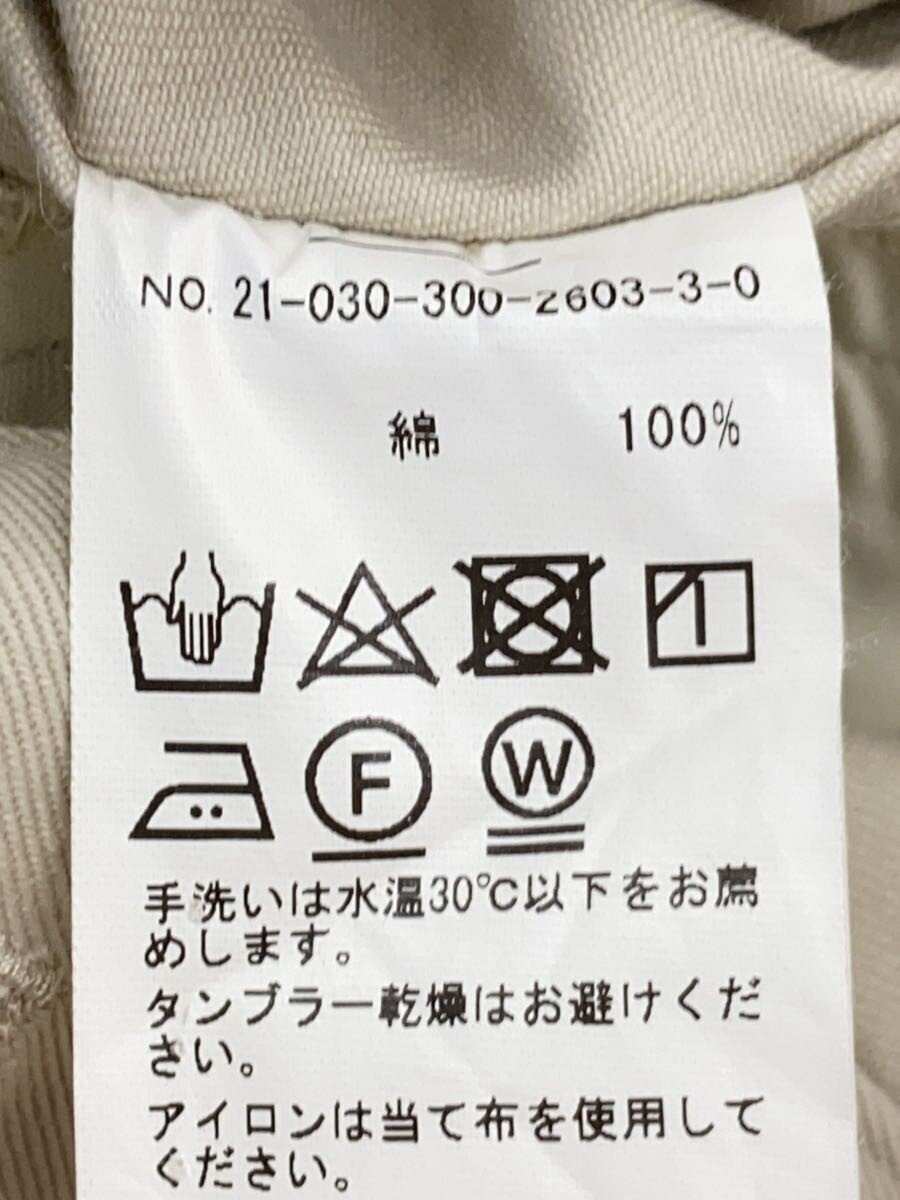 NO. 21-030-300-2603-3-0
綿 100%
F W
手洗いは水温30℃以下をお薦
めします。
タンブラー乾燥はお避けくだ
さい。
アイロンは当て布を使用して
ください。